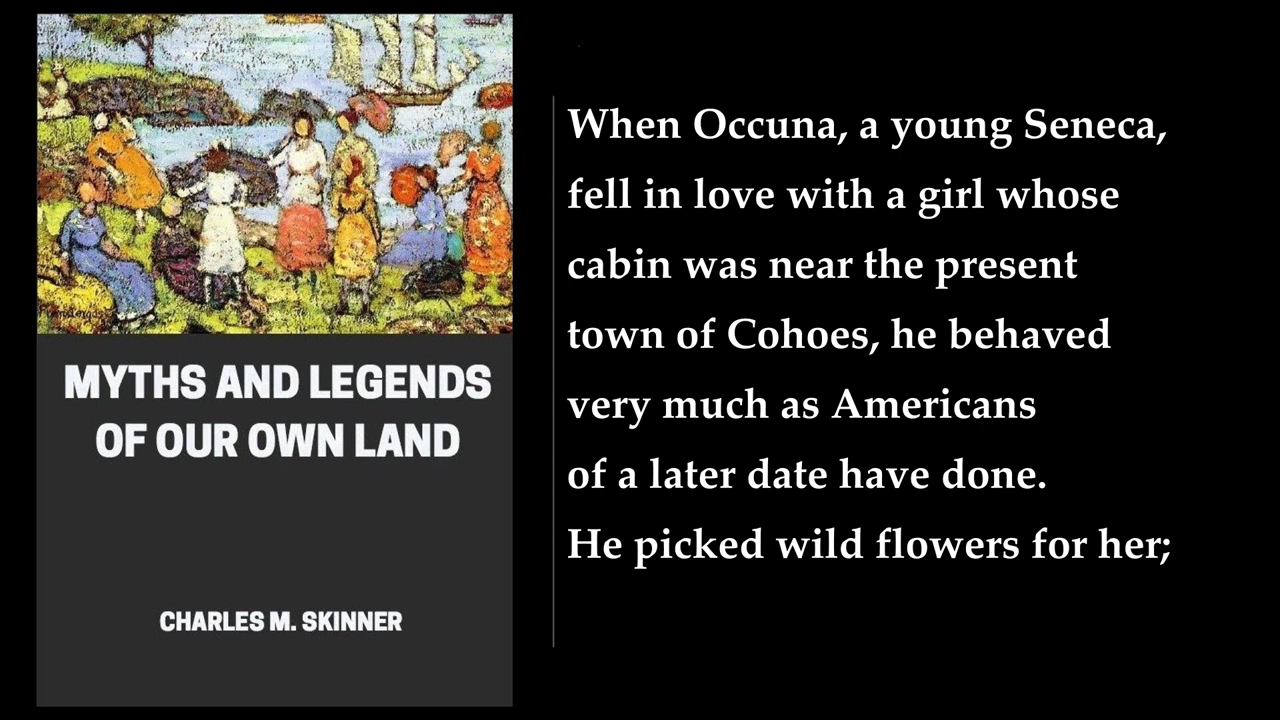 MYTHS AND LEGENDS
OF OUR OWN LAND
CHARLES M. SKINNER
When Occuna, a young Seneca,
fell in love with a girl whose
cabin was near the present
town of Cohoes, he behaved
very much as Americans
of a later date have done.
He picked wild flowers for her;